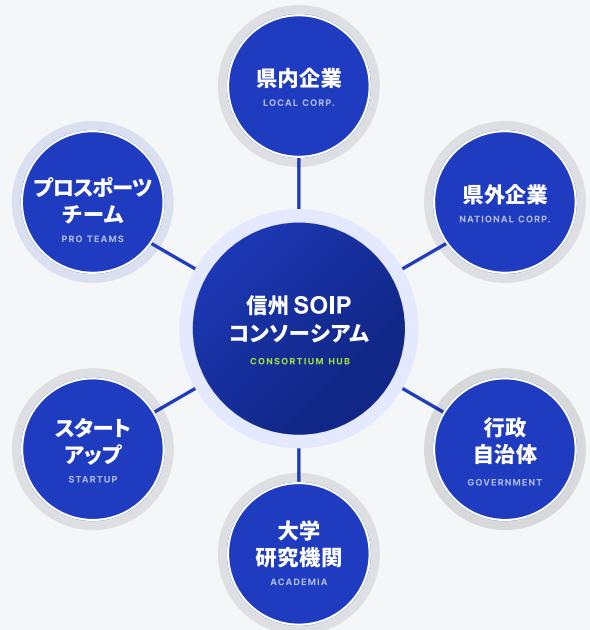 県内企業
LOCAL CORP.
プロスポーツ
チーム
PRO TEAMS
県外企業
NATIONAL CORP.
信州 SOIP
コンソーシアム
CONSORTIUM HUB
スタート
アップ
STARTUP
行政
自治体
GOVERNMENT
大学
研究機関
ACADEMIA